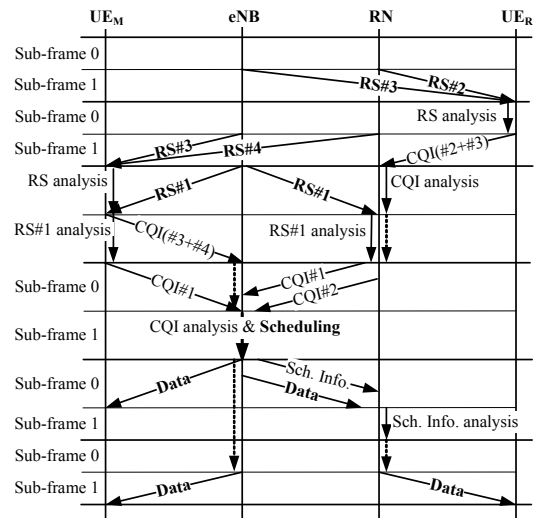 UE_M eNB RN UE_R
Sub-frame 0
Sub-frame 1
RS#3 RS#2
Sub-frame 0
RS analysis
Sub-frame 1
RS#3 RS#4 CQI(#2+#3)
RS analysis
CQI analysis
RS#1 RS#1
RS#1 analysis
CQI(#3+#4)
RS#1 analysis
Sub-frame 0
CQI#1 CQI#1
CQI#2
Sub-frame 1
CQI analysis & Scheduling
Sub-frame 0
Data
Sch. Info.
Data
Sub-frame 1
Sch. Info. analysis
Sub-frame 0
Sub-frame 1
Data Data